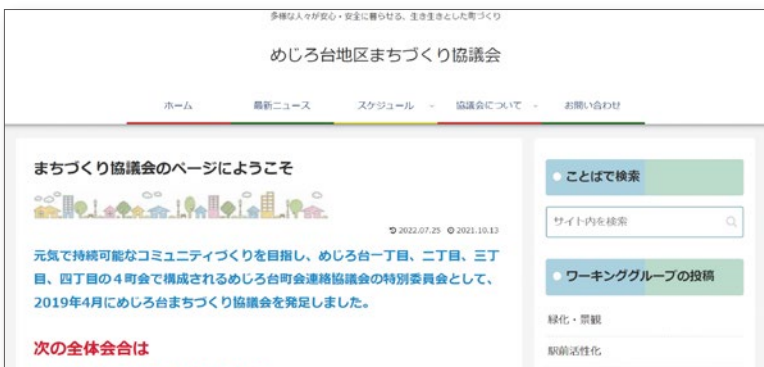 多様な人々が安心・安全に暮らせる、生き生きとした町づくり
めじろ台地区まちづくり協議会
ホーム 最新ニュース スケジュール 協議会について お問い合わせ
まちづくり協議会のページにようこそ
2022.07.25 2021.10.13
元気で持続可能なコミュニティづくりを目指し、めじろ台一丁目、二丁目、三丁
目、四丁目の4町会で構成されるめじろ台町会連絡協議会の特別委員会として、
2019年4月にめじろ台まちづくり協議会を発足しました。
次の全体会合は
ことばで検索
サイト内を検索
ワーキンググループの投稿
緑化・景観
駅前活性化